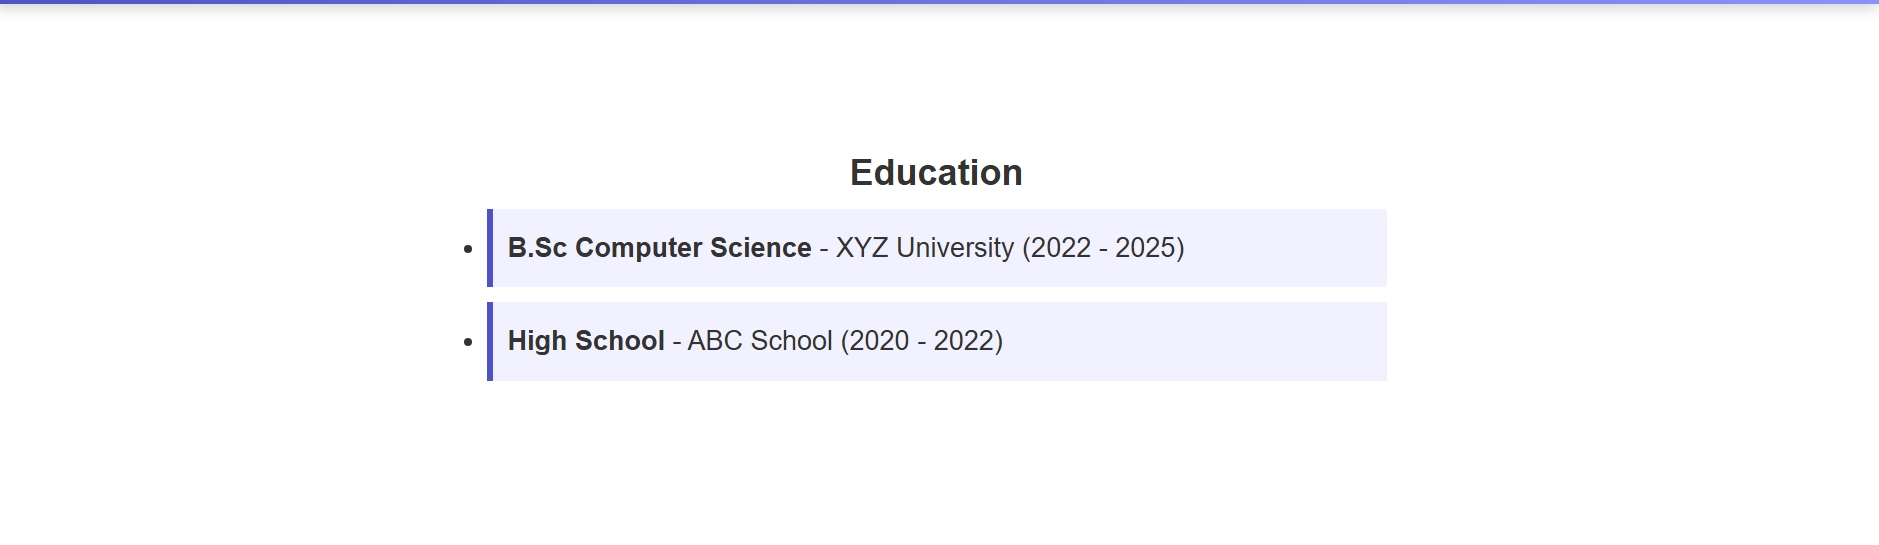 Education
• B.Sc Computer Science - XYZ University (2022 - 2025)
• High School - ABC School (2020 - 2022)